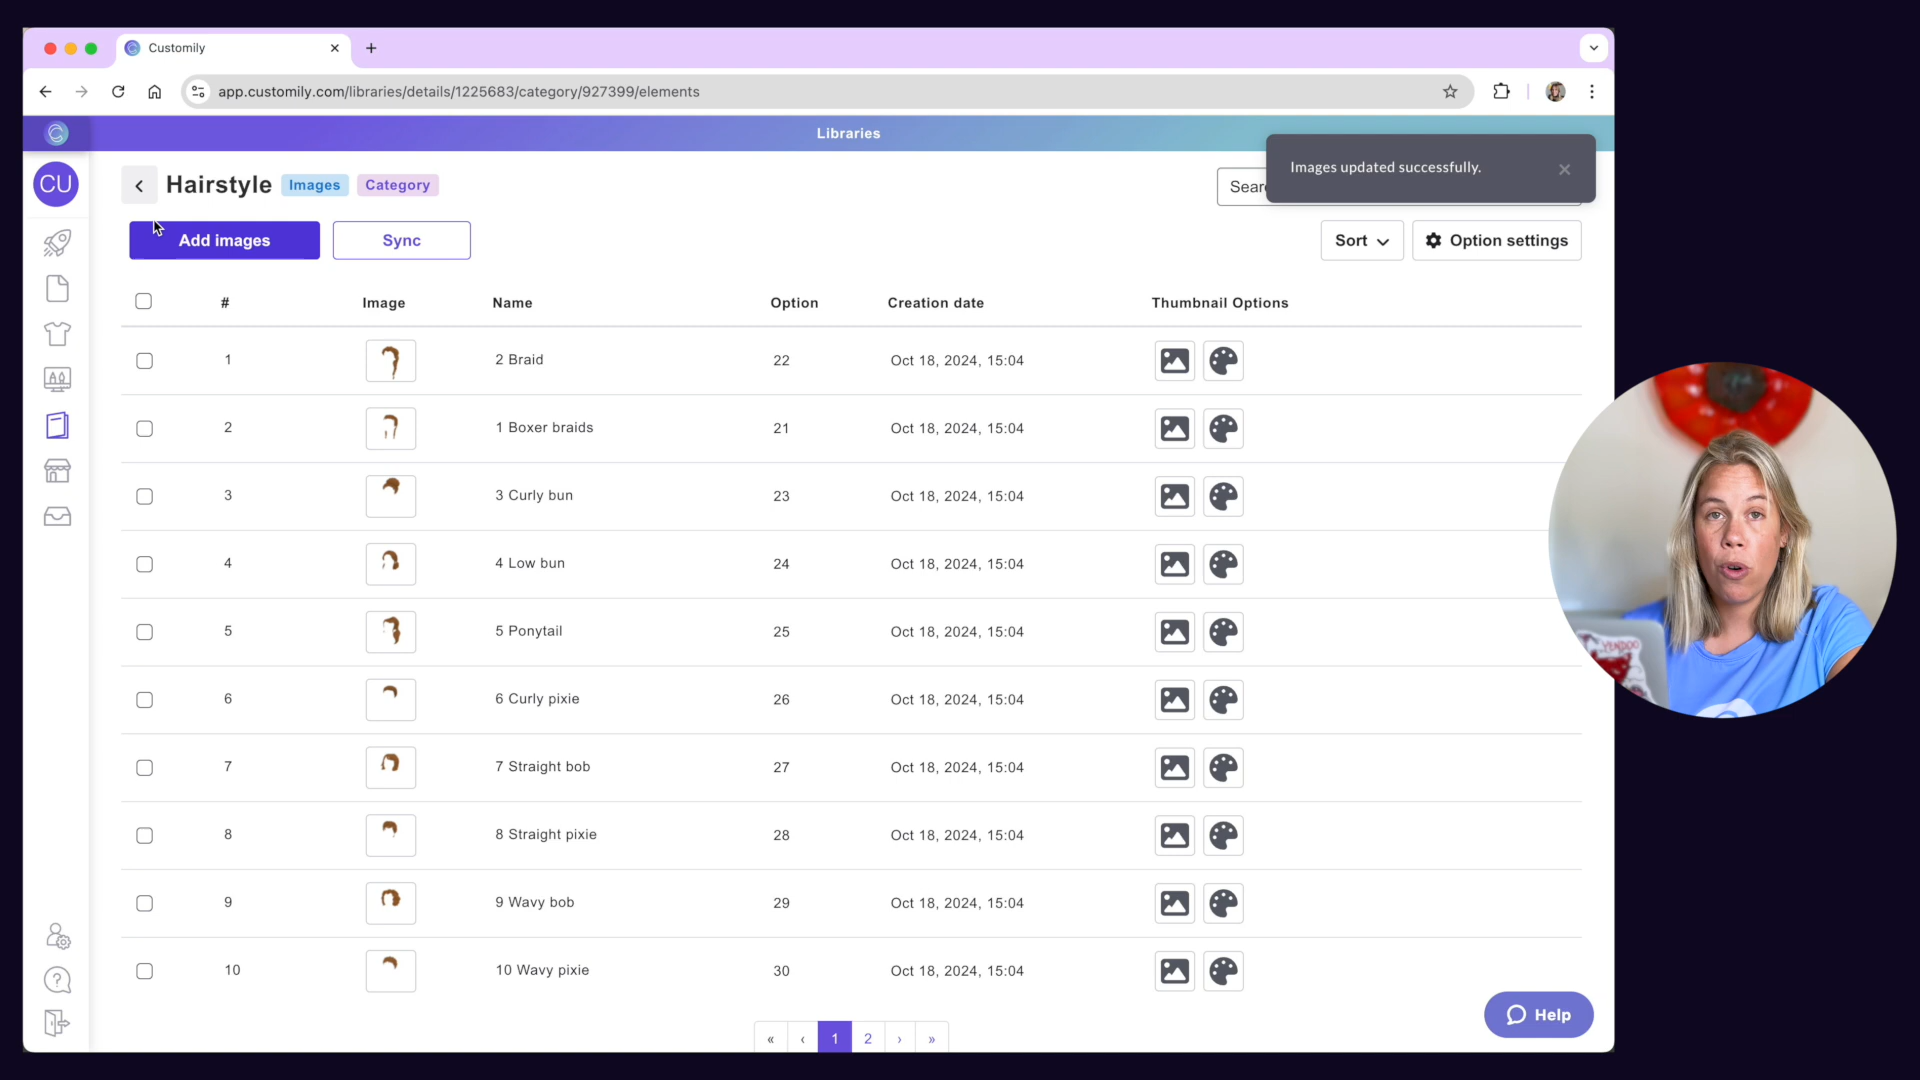 Customily
app.customily.com/libraries/details/1225683/category/927399/elements
Libraries
CU
Hairstyle
Images
Category
Images updated successfully.
Add images
Sync
Sort
Option settings
# Image Name Option Creation date Thumbnail Options
1 2 Braid 22 Oct 18, 2024, 15:04
2 1 Boxer braids 21 Oct 18, 2024, 15:04
3 3 Curly bun 23 Oct 18, 2024, 15:04
4 4 Low bun 24 Oct 18, 2024, 15:04
5 5 Ponytail 25 Oct 18, 2024, 15:04
6 6 Curly pixie 26 Oct 18, 2024, 15:04
7 7 Straight bob 27 Oct 18, 2024, 15:04
8 8 Straight pixie 28 Oct 18, 2024, 15:04
9 9 Wavy bob 29 Oct 18, 2024, 15:04
10 10 Wavy pixie 30 Oct 18, 2024, 15:04
« ‹ 1 2 › »
Help